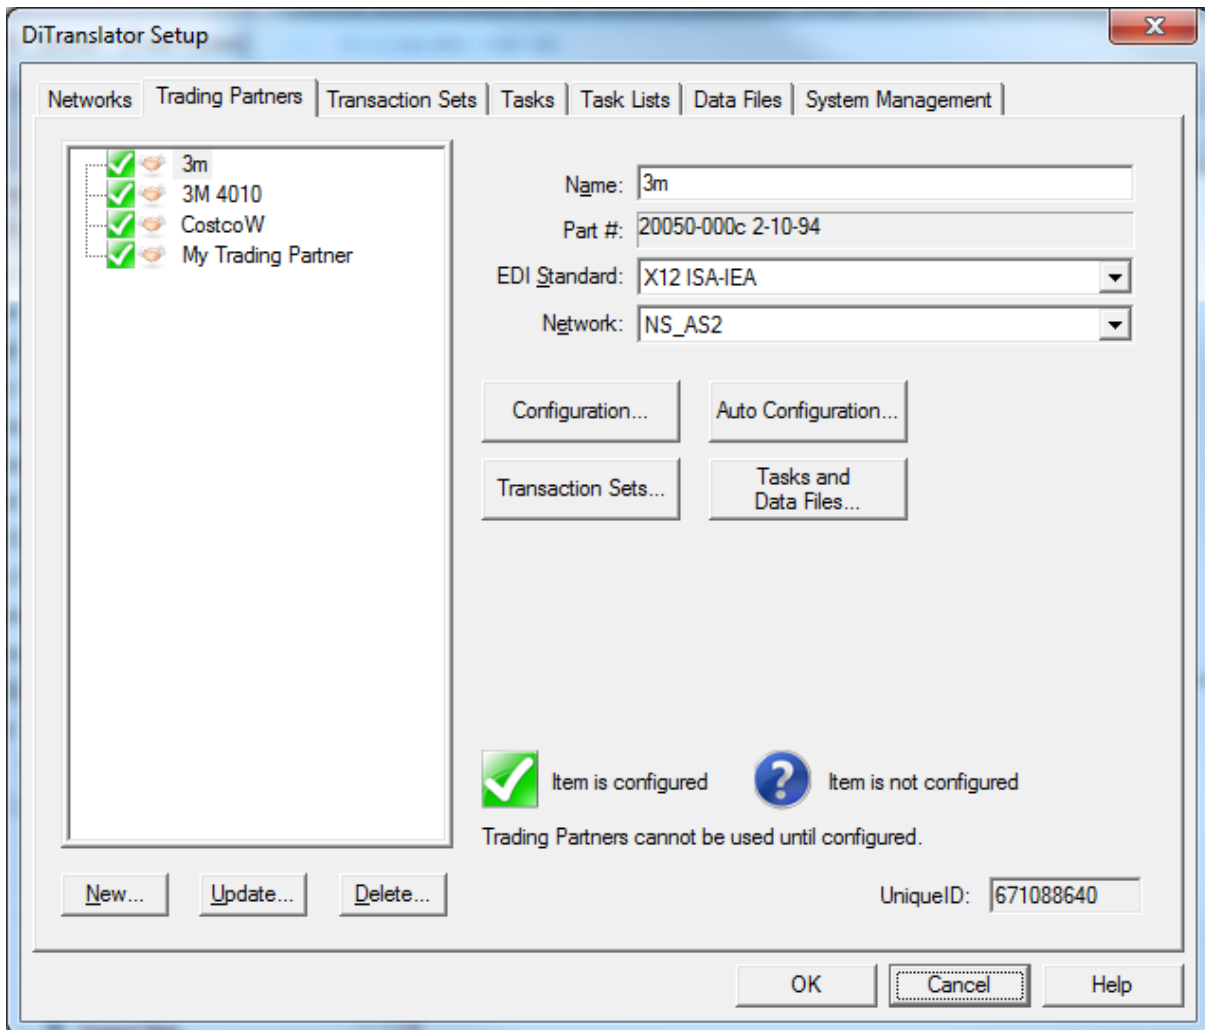 DiTranslator Setup
Networks Trading Partners Transaction Sets Tasks Task Lists Data Files System Management
3m
3M 4010
CostcoW
My Trading Partner
Name: 3m
Part #: 20050-000c 2-10-94
EDI Standard: X12 ISA-IEA
Network: NS_AS2
Configuration... Auto Configuration...
Transaction Sets... Tasks and
Data Files...
Item is configured Item is not configured
Trading Partners cannot be used until configured.
New... Update... Delete... UniqueID: 671088640
OK Cancel Help